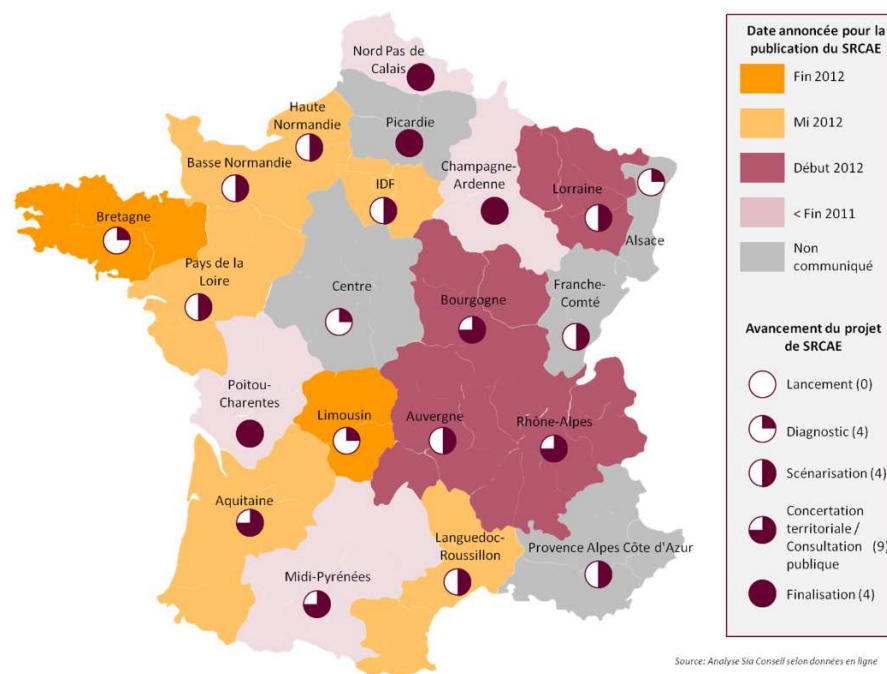 Nord Pas de
Calais
Haute
Normandie
Picardie
Basse Normandie
IDF
Champagne-
Ardenne
Lorraine
Alsace
Bretagne
Pays de la
Loire
Centre
Bourgogne
Franche-
Comté
Poitou-
Charentes
Limousin
Auvergne
Rhône-Alpes
Aquitaine
Languedoc-
Roussillon
Provence Alpes Côte d'Azur
Midi-Pyrénées
Date annoncée pour la
publication du SRCAE
Fin 2012
Mi 2012
Début 2012
< Fin 2011
Non
communiqué
Avancement du projet
de SRCAE
Lancement (0)
Diagnostic (4)
Scénarisation (4)
Concertation
territoriale /
Consultation (9)
publique
Finalisation (4)
Source: Analyse Sia Conseil selon données en ligne